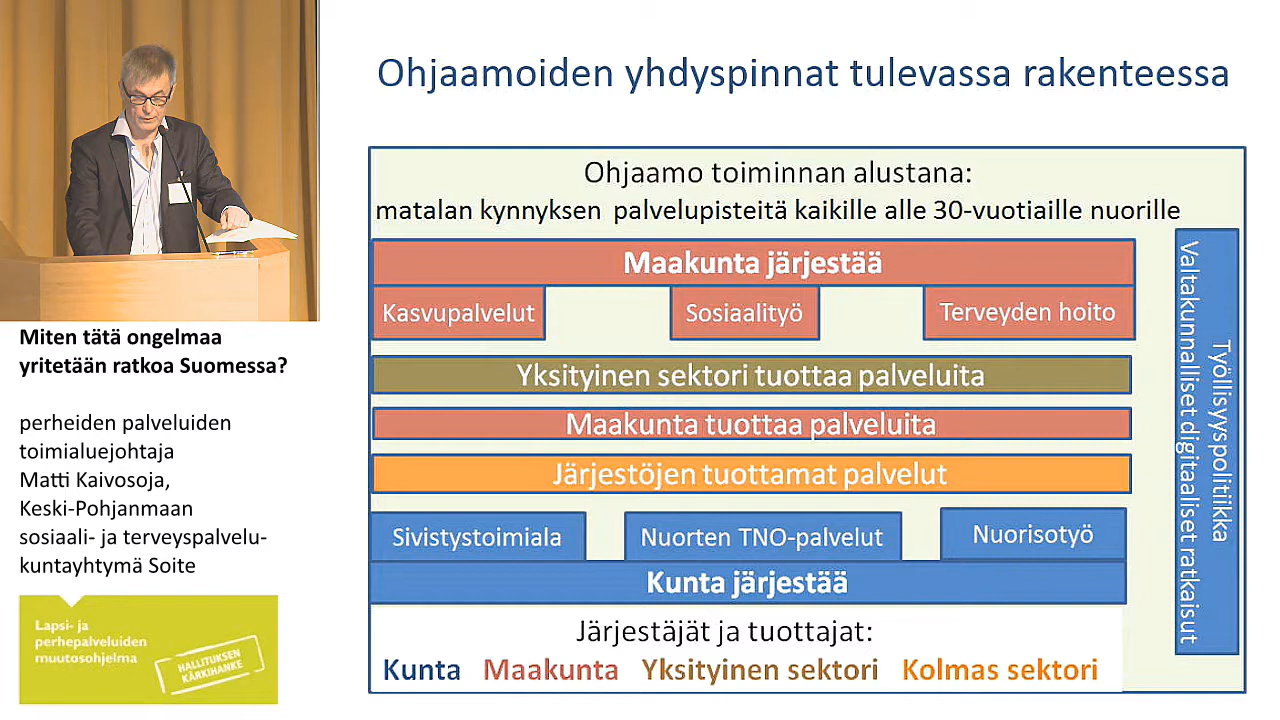 Ohjaamoiden yhdyspinnat tulevassa rakenteessa
Ohjaamo toiminnan alustana:
matalan kynnyksen palvelupisteitä kaikille alle 30-vuotiaille nuorille
Maakunta järjestää
Kasvupalvelut
Sosiaalityö
Terveyden hoito
Yksityinen sektori tuottaa palveluita
Maakunta tuottaa palveluita
Järjestöjen tuottamat palvelut
Sivistystoimiala
Nuorten TNO-palvelut
Nuorisotyö
Kunta järjestää
Järjestäjät ja tuottajat:
Kunta Maakunta Yksityinen sektori Kolmas sektori
Työllisyyspolitiikka
Valtakunnalliset digitaaliset ratkaisut
Miten tätä ongelmaa
yritetään ratkoa Suomessa?
perheiden palveluiden
toimialuejohtaja
Matti Kaivosoja,
Keski-Pohjanmaan
sosiaali- ja terveyspalvelu-
kuntayhtymä Soite
Lapsi- ja
perhepalveluiden
muutosohjelma
HALLITUKSEN
KÄRKIHANKE